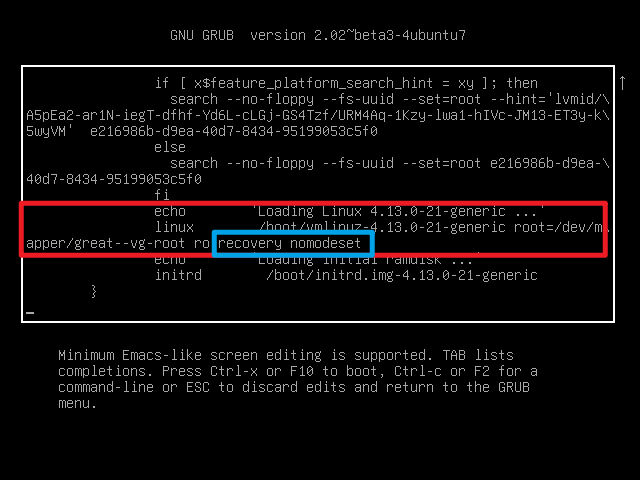 GNU GRUB  version 2.02~beta3-4ubuntu7
if [ x$feature_platform_search_hint = xy ]; then
search --no-floppy --fs-uuid --set=root --hint='lvmid/\
A5pEa2-ar1N-iegT-dfhf-Yd6L-cLGj-GS4Tzf/URM4Aq-1Kzy-lwa1-hIVc-JM13-ET3y-k\
5wyVM'  e216986b-d9ea-40d7-8434-95199053c5f0
else
search --no-floppy --fs-uuid --set=root e216986b-d9ea-\
40d7-8434-95199053c5f0
fi
echo 'Loading Linux 4.13.0-21-generic ...'
linux /boot/vmlinuz-4.13.0-21-generic root=/dev/m\
apper/great--vg-root ro recovery nomodeset
echo 'Loading initial ramdisk ...'
initrd /boot/initrd.img-4.13.0-21-generic
}
Minimum Emacs-like screen editing is supported. TAB lists
completions. Press Ctrl-x or F10 to boot, Ctrl-c or F2 for a
command-line or ESC to discard edits and return to the GRUB
menu.